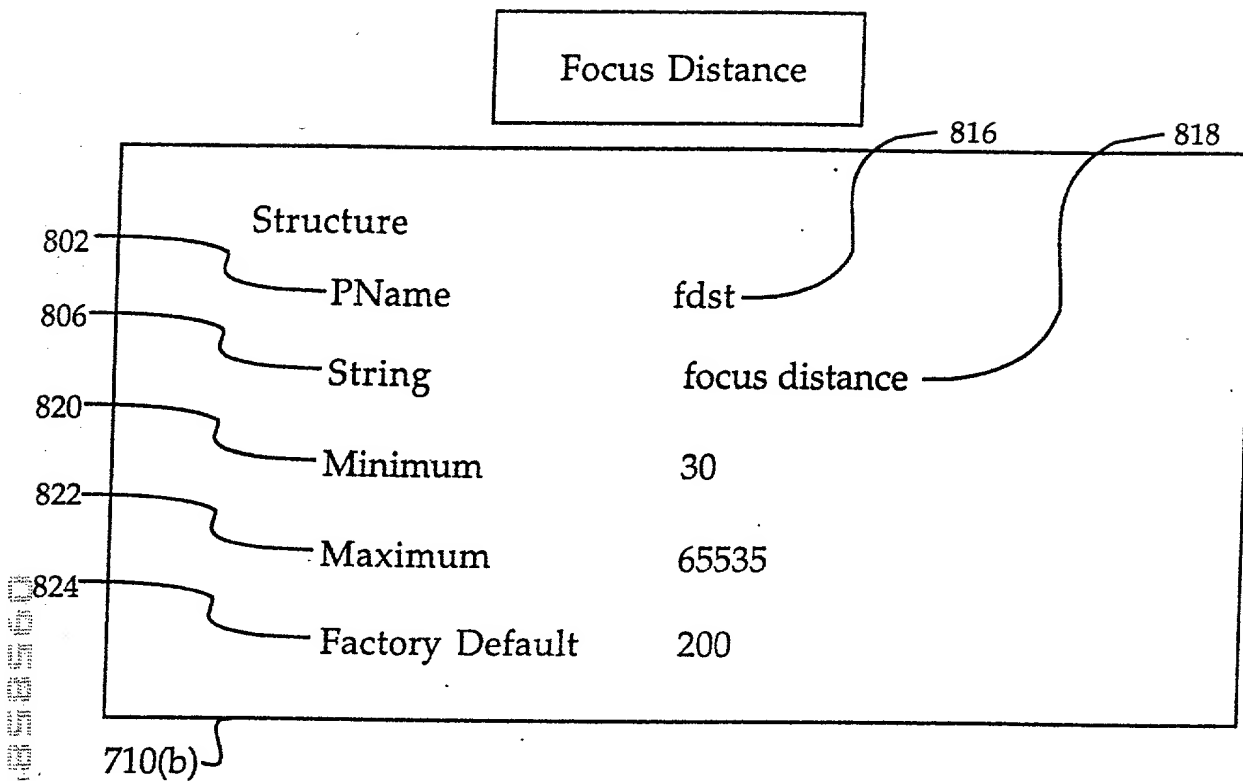 Focus Distance
816 818
Structure
802
PName fdst
806
String focus distance
820
Minimum 30
822
Maximum 65535
824
Factory Default 200
710(b)